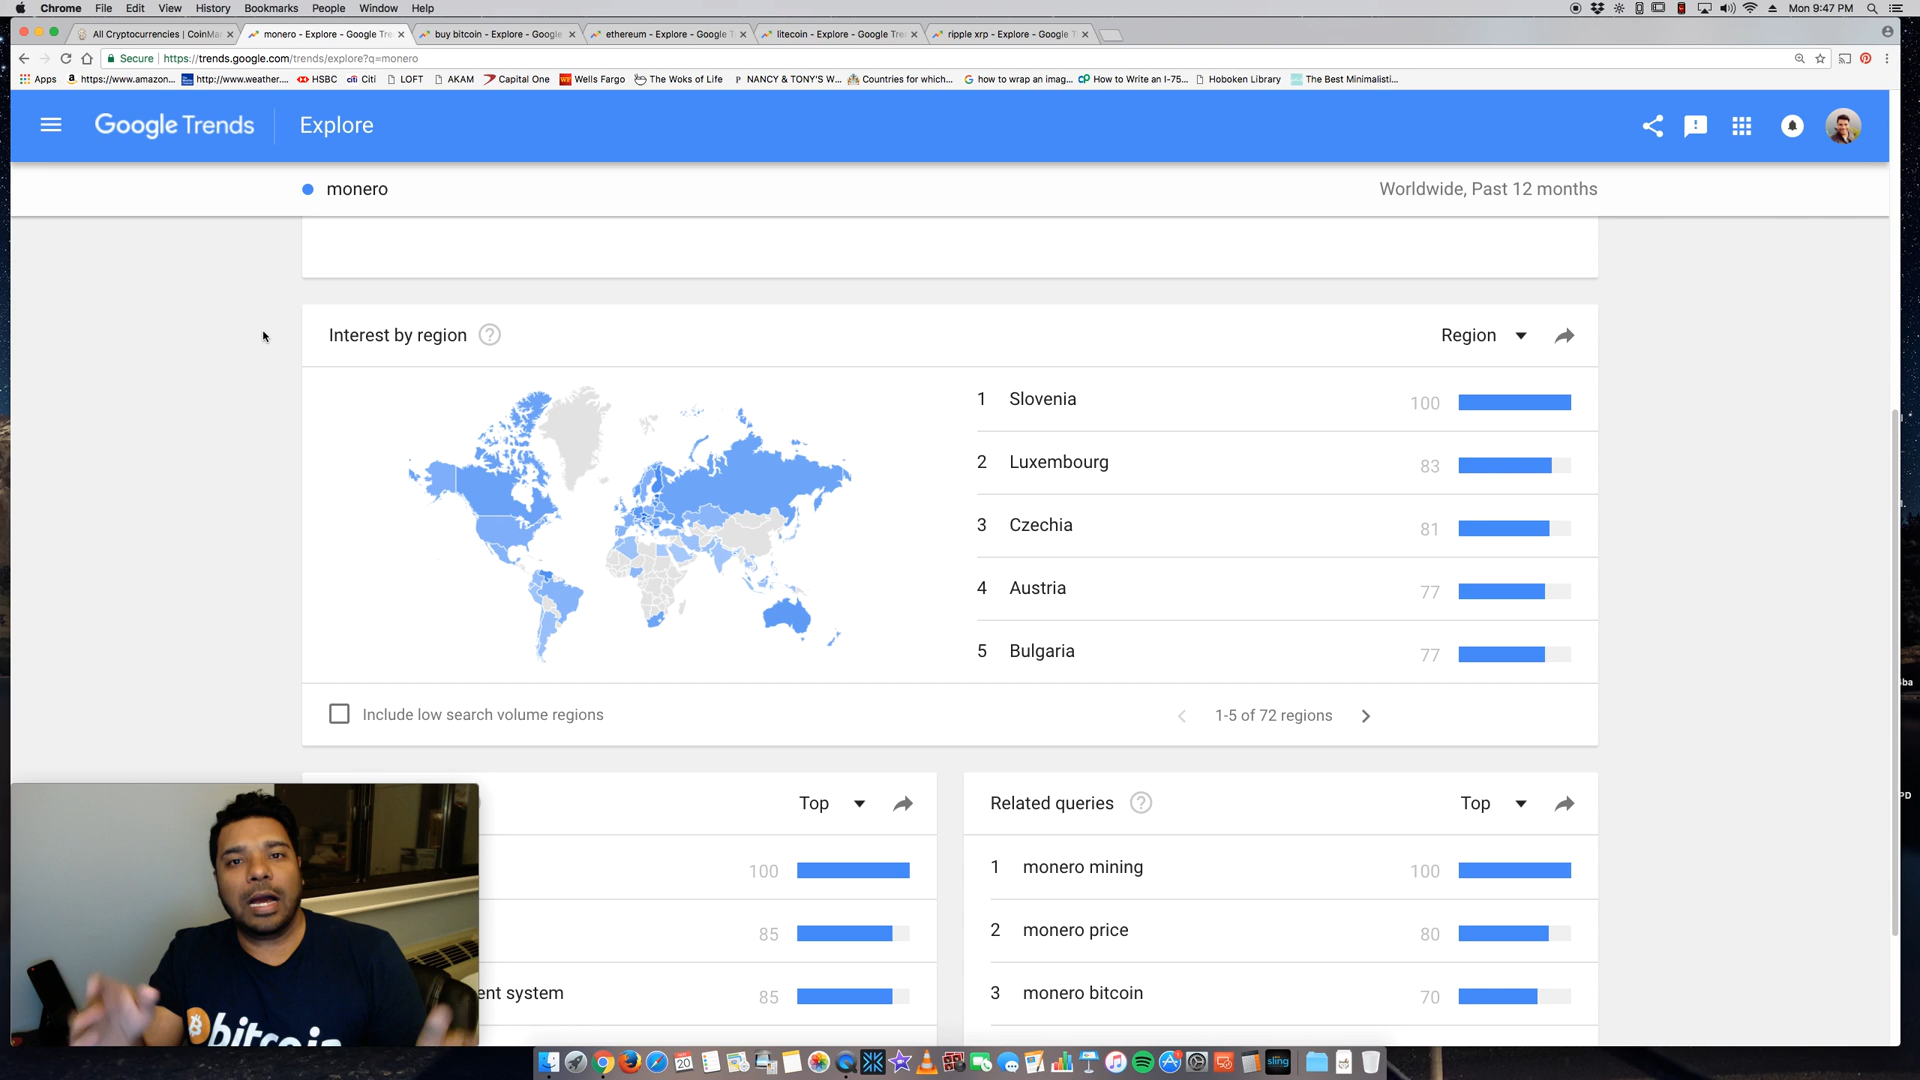 Chrome File Edit View History Bookmarks People Window Help
Mon 9:47 PM
All Cryptocurrencies | CoinMa
monero - Explore - Google Tre
buy bitcoin - Explore - Google
ethereum - Explore - Google T
litecoin - Explore - Google Tre
ripple xrp - Explore - Google T
Secure https://trends.google.com/trends/explore?q=monero
Apps https://www.amazon... http://www.weather.... HSBC citi Citi LOFT AKAM Capital One Wells Fargo The Woks of Life P NANCY & TONY'S W... Countries for which... how to wrap an imag... CP How to Write an I-75... Hoboken Library The Best Minimalisti...
Google Trends Explore
monero Worldwide, Past 12 months
Interest by region ? Region
1 Slovenia 100
2 Luxembourg 83
3 Czechia 81
4 Austria 77
5 Bulgaria 77
Include low search volume regions 1-5 of 72 regions
Top
100
85
ent system 85
Related queries ? Top
1 monero mining 100
2 monero price 80
3 monero bitcoin 70
bitcoin
20
sling